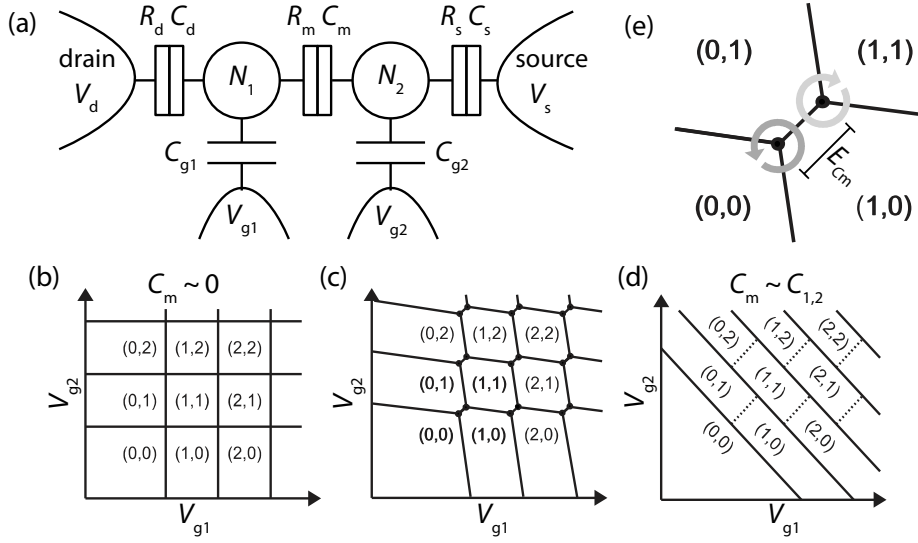 (a)
R_d C_d
R_m C_m
R_s C_s
drain
V_d
N_1
N_2
source
V_s
C_g1
C_g2
V_g1
V_g2
(e)
(0,1)
(1,1)
E_Cm
(0,0)
(1,0)
(b)
C_m ~ 0
V_g2
(0,2) (1,2) (2,2)
(0,1) (1,1) (2,1)
(0,0) (1,0) (2,0)
V_g1
(c)
(0,2) (1,2) (2,2)
(0,1) (1,1) (2,1)
(0,0) (1,0) (2,0)
V_g2
V_g1
(d)
C_m ~ C_1,2
V_g2
(0,2) (1,2) (2,2)
(0,1) (1,1) (2,1)
(0,0) (1,0) (2,0)
V_g1